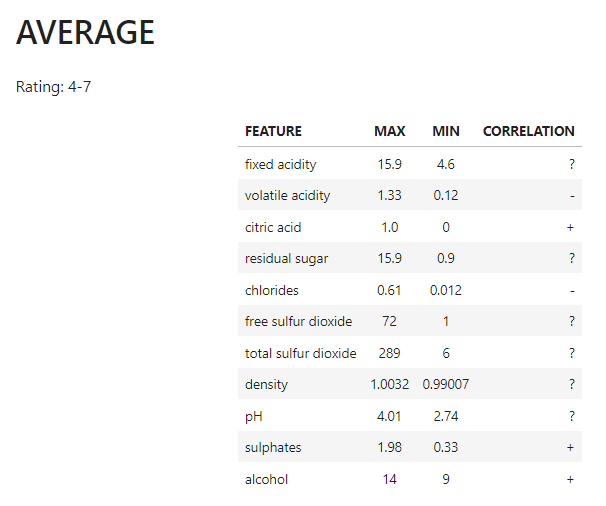 AVERAGE
Rating: 4-7
FEATURE MAX MIN CORRELATION
fixed acidity 15.9 4.6 ?
volatile acidity 1.33 0.12 -
citric acid 1.0 0 +
residual sugar 15.9 0.9 ?
chlorides 0.61 0.012 -
free sulfur dioxide 72 1 ?
total sulfur dioxide 289 6 ?
density 1.0032 0.99007 ?
pH 4.01 2.74 ?
sulphates 1.98 0.33 +
alcohol 14 9 +